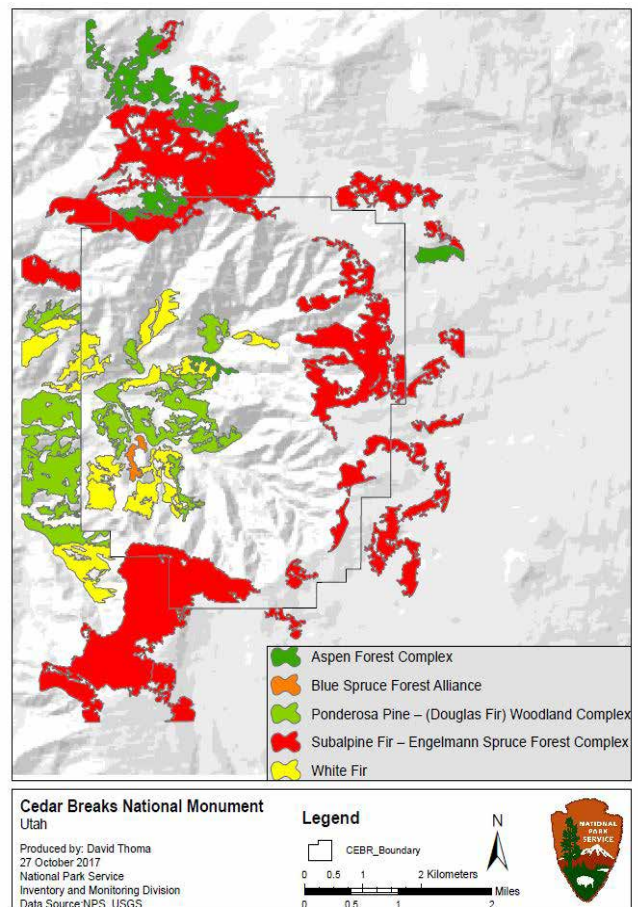 Aspen Forest Complex
Blue Spruce Forest Alliance
Ponderosa Pine – (Douglas Fir) Woodland Complex
Subalpine Fir – Engelmann Spruce Forest Complex
White Fir
Cedar Breaks National Monument
Utah
Produced by: David Thoma
27 October 2017
National Park Service
Inventory and Monitoring Division
Data Source:NPS, USGS
Legend
CEBR_Boundary
N
0 0.5 1 2 Kilometers
0 0.5 1 2
Miles
NATIONAL
PARK
SERVICE